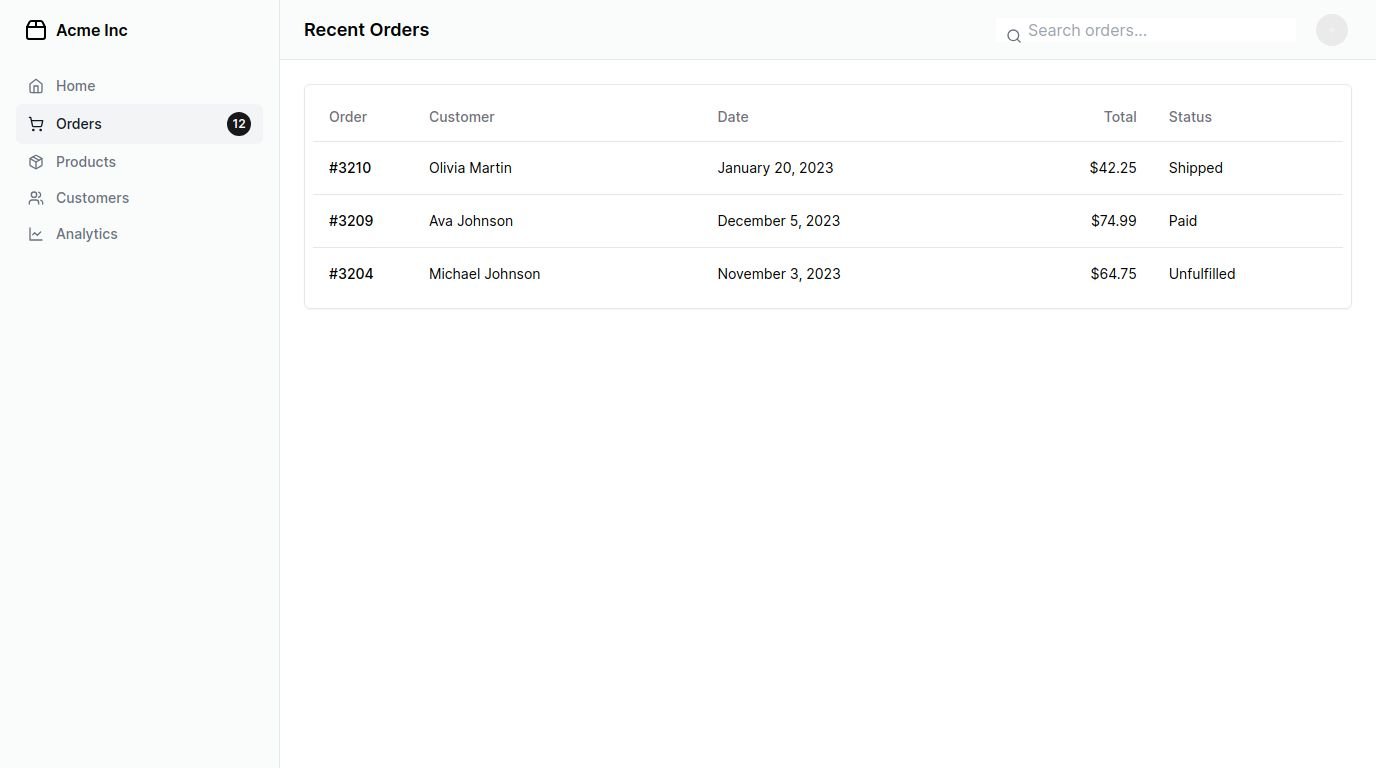 Acme Inc
Home
Orders 12
Products
Customers
Analytics
Recent Orders
Search orders...
Order Customer Date Total Status
#3210 Olivia Martin January 20, 2023 $42.25 Shipped
#3209 Ava Johnson December 5, 2023 $74.99 Paid
#3204 Michael Johnson November 3, 2023 $64.75 Unfulfilled